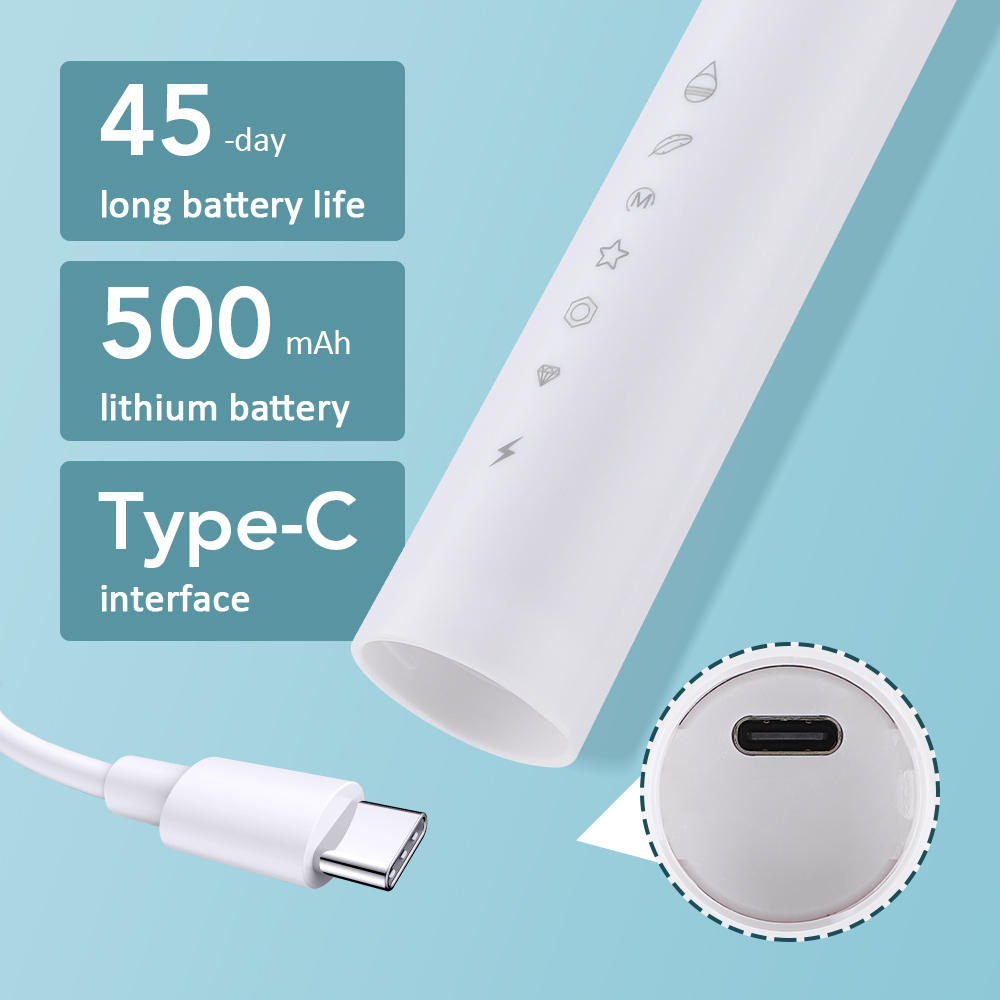 45 -day
long battery life
500 mAh
lithium battery
Type-C
interface
M